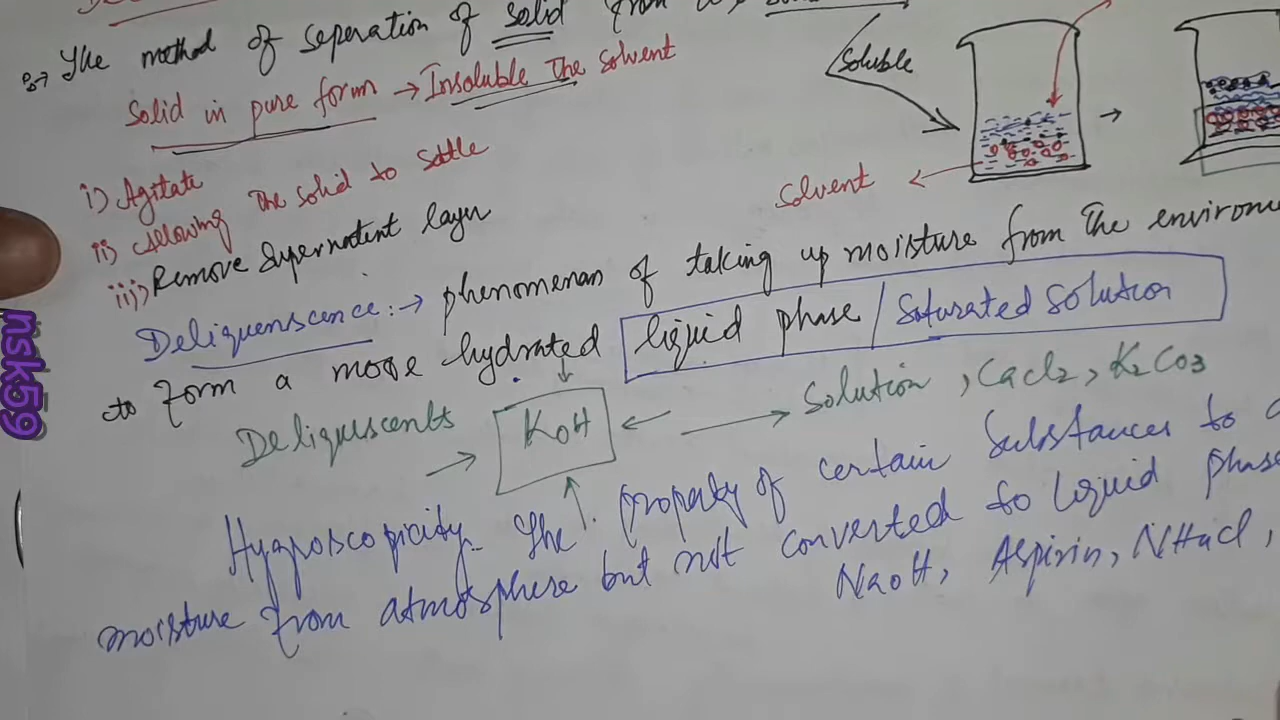 The method of seperation of solid from
Solid in pure form → Insoluble The solvent
Soluble
i) Agitate
ii) Allowing The solid to settle
iii) Remove Supernatent layer
Solvent
Deliquenscence :→ phenomenan of taking up moisture from The environ
to form a more hydrated liquid phase / Saturated solution
Deliquescents → KOH ← → Solution, CaCl2, K2CO3
Hygroscopicity The property of certain Substances to
moisture from atmosphere but not converted to liquid phase
NaOH, Aspirin, NH4Cl,
nsk59